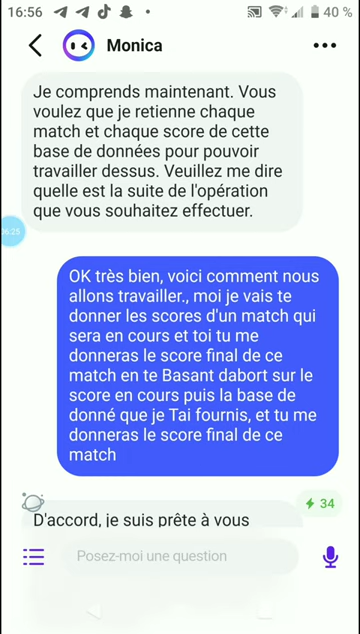 16:56
40 %
Monica
Je comprends maintenant. Vous
voulez que je retienne chaque
match et chaque score de cette
base de données pour pouvoir
travailler dessus. Veuillez me dire
quelle est la suite de l'opération
que vous souhaitez effectuer.
06:25
OK très bien, voici comment nous
allons travailler., moi je vais te
donner les scores d'un match qui
sera en cours et toi tu me
donneras le score final de ce
match en te Basant dabort sur le
score en cours puis la base de
donné que je Tai fournis, et tu me
donneras le score final de ce
match
34
D'accord, je suis prête à vous
Posez-moi une question